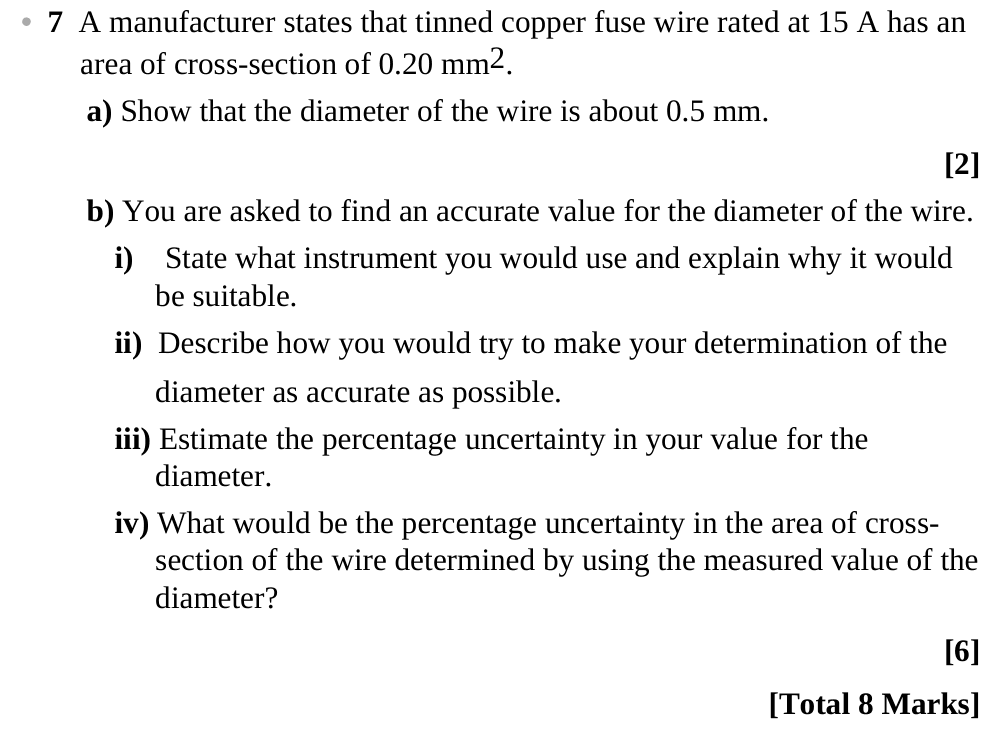 • 7 A manufacturer states that tinned copper fuse wire rated at 15 A has an
area of cross-section of 0.20 mm2.
a) Show that the diameter of the wire is about 0.5 mm.
[2]
b) You are asked to find an accurate value for the diameter of the wire.
i) State what instrument you would use and explain why it would
be suitable.
ii) Describe how you would try to make your determination of the
diameter as accurate as possible.
iii) Estimate the percentage uncertainty in your value for the
diameter.
iv) What would be the percentage uncertainty in the area of cross-
section of the wire determined by using the measured value of the
diameter?
[6]
[Total 8 Marks]